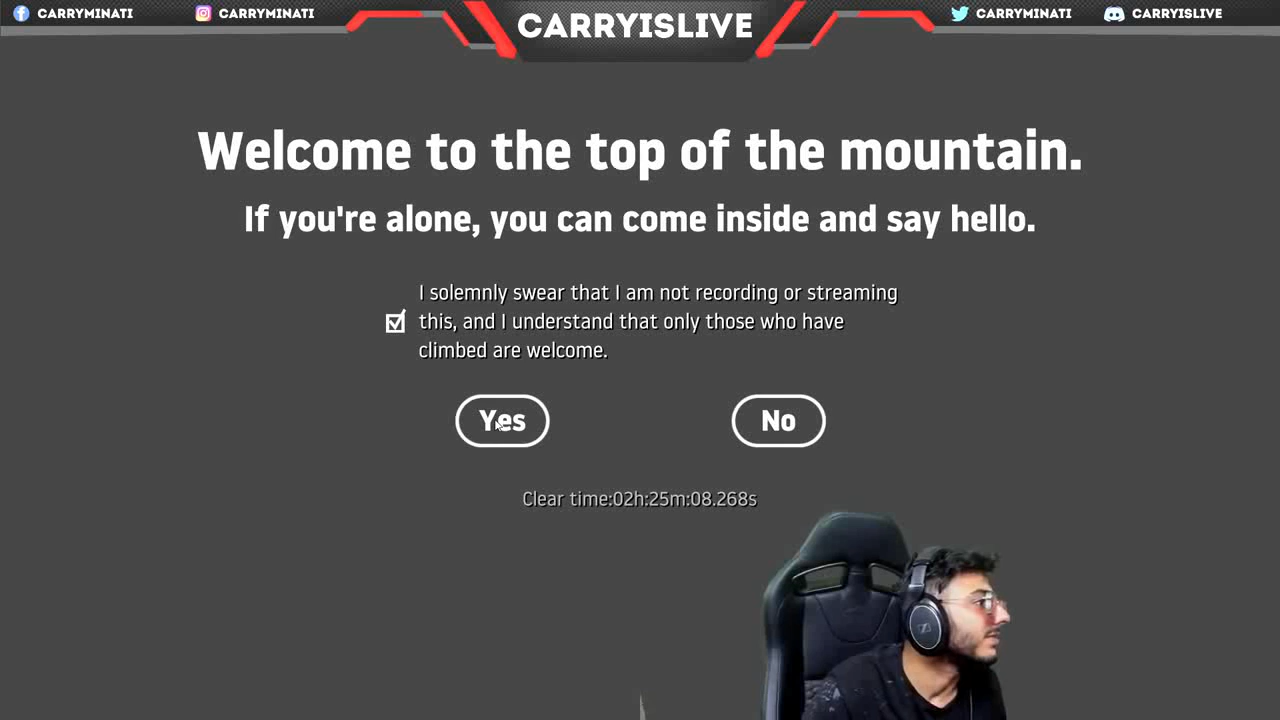 CARRYMINATI CARRYMINATI CARRYISLIVE CARRYMINATI CARRYISLIVE
Welcome to the top of the mountain.
If you're alone, you can come inside and say hello.
I solemnly swear that I am not recording or streaming
this, and I understand that only those who have
climbed are welcome.
Yes No
Clear time:02h:25m:08.268s